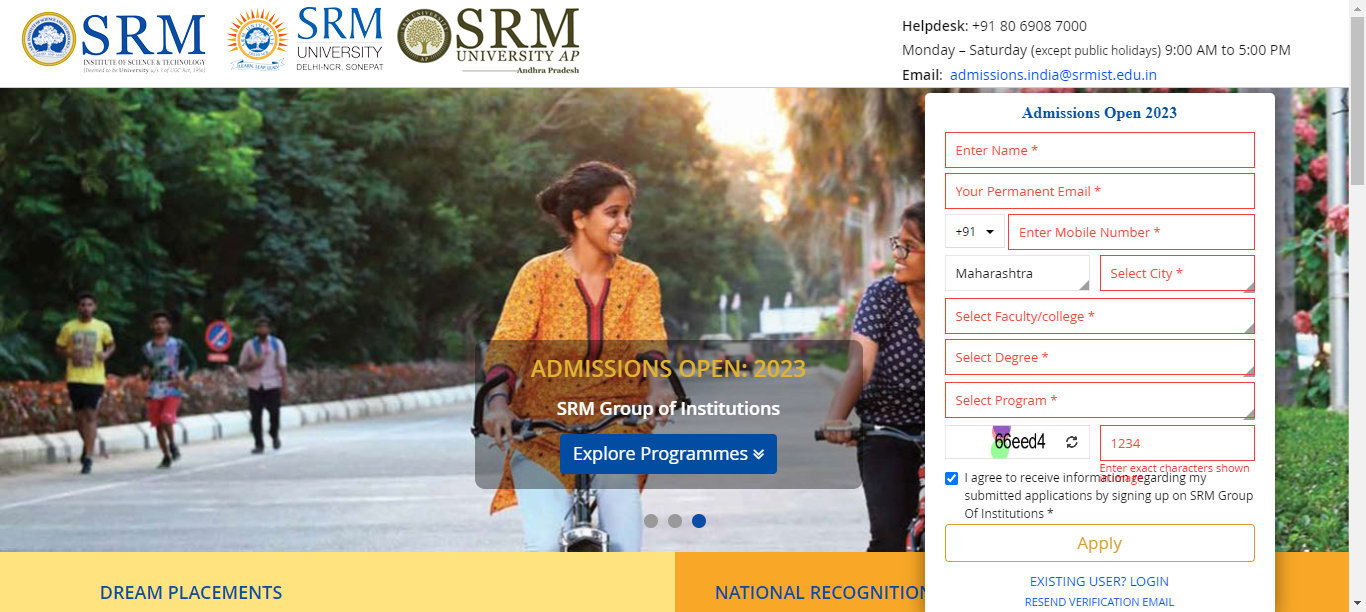 SRM
INSTITUTE OF SCIENCE & TECHNOLOGY
(Deemed to be University u/s 3 of UGC Act, 1956)
SRM
UNIVERSITY
DELHI-NCR, SONEPAT
LEARN, LEAP, LEAD
SRM
UNIVERSITY AP
Andhra Pradesh
Helpdesk: +91 80 6908 7000
Monday – Saturday (except public holidays) 9:00 AM to 5:00 PM
Email: admissions.india@srmist.edu.in
ADMISSIONS OPEN: 2023
SRM Group of Institutions
Explore Programmes
Admissions Open 2023
Enter Name *
Your Permanent Email *
+91 Enter Mobile Number *
Maharashtra Select City *
Select Faculty/college *
Select Degree *
Select Program *
66eed4 1234
Enter exact characters shown
I agree to receive information regarding my
submitted applications by signing up on SRM Group
Of Institutions *
Apply
EXISTING USER? LOGIN
RESEND VERIFICATION EMAIL
DREAM PLACEMENTS
NATIONAL RECOGNITION